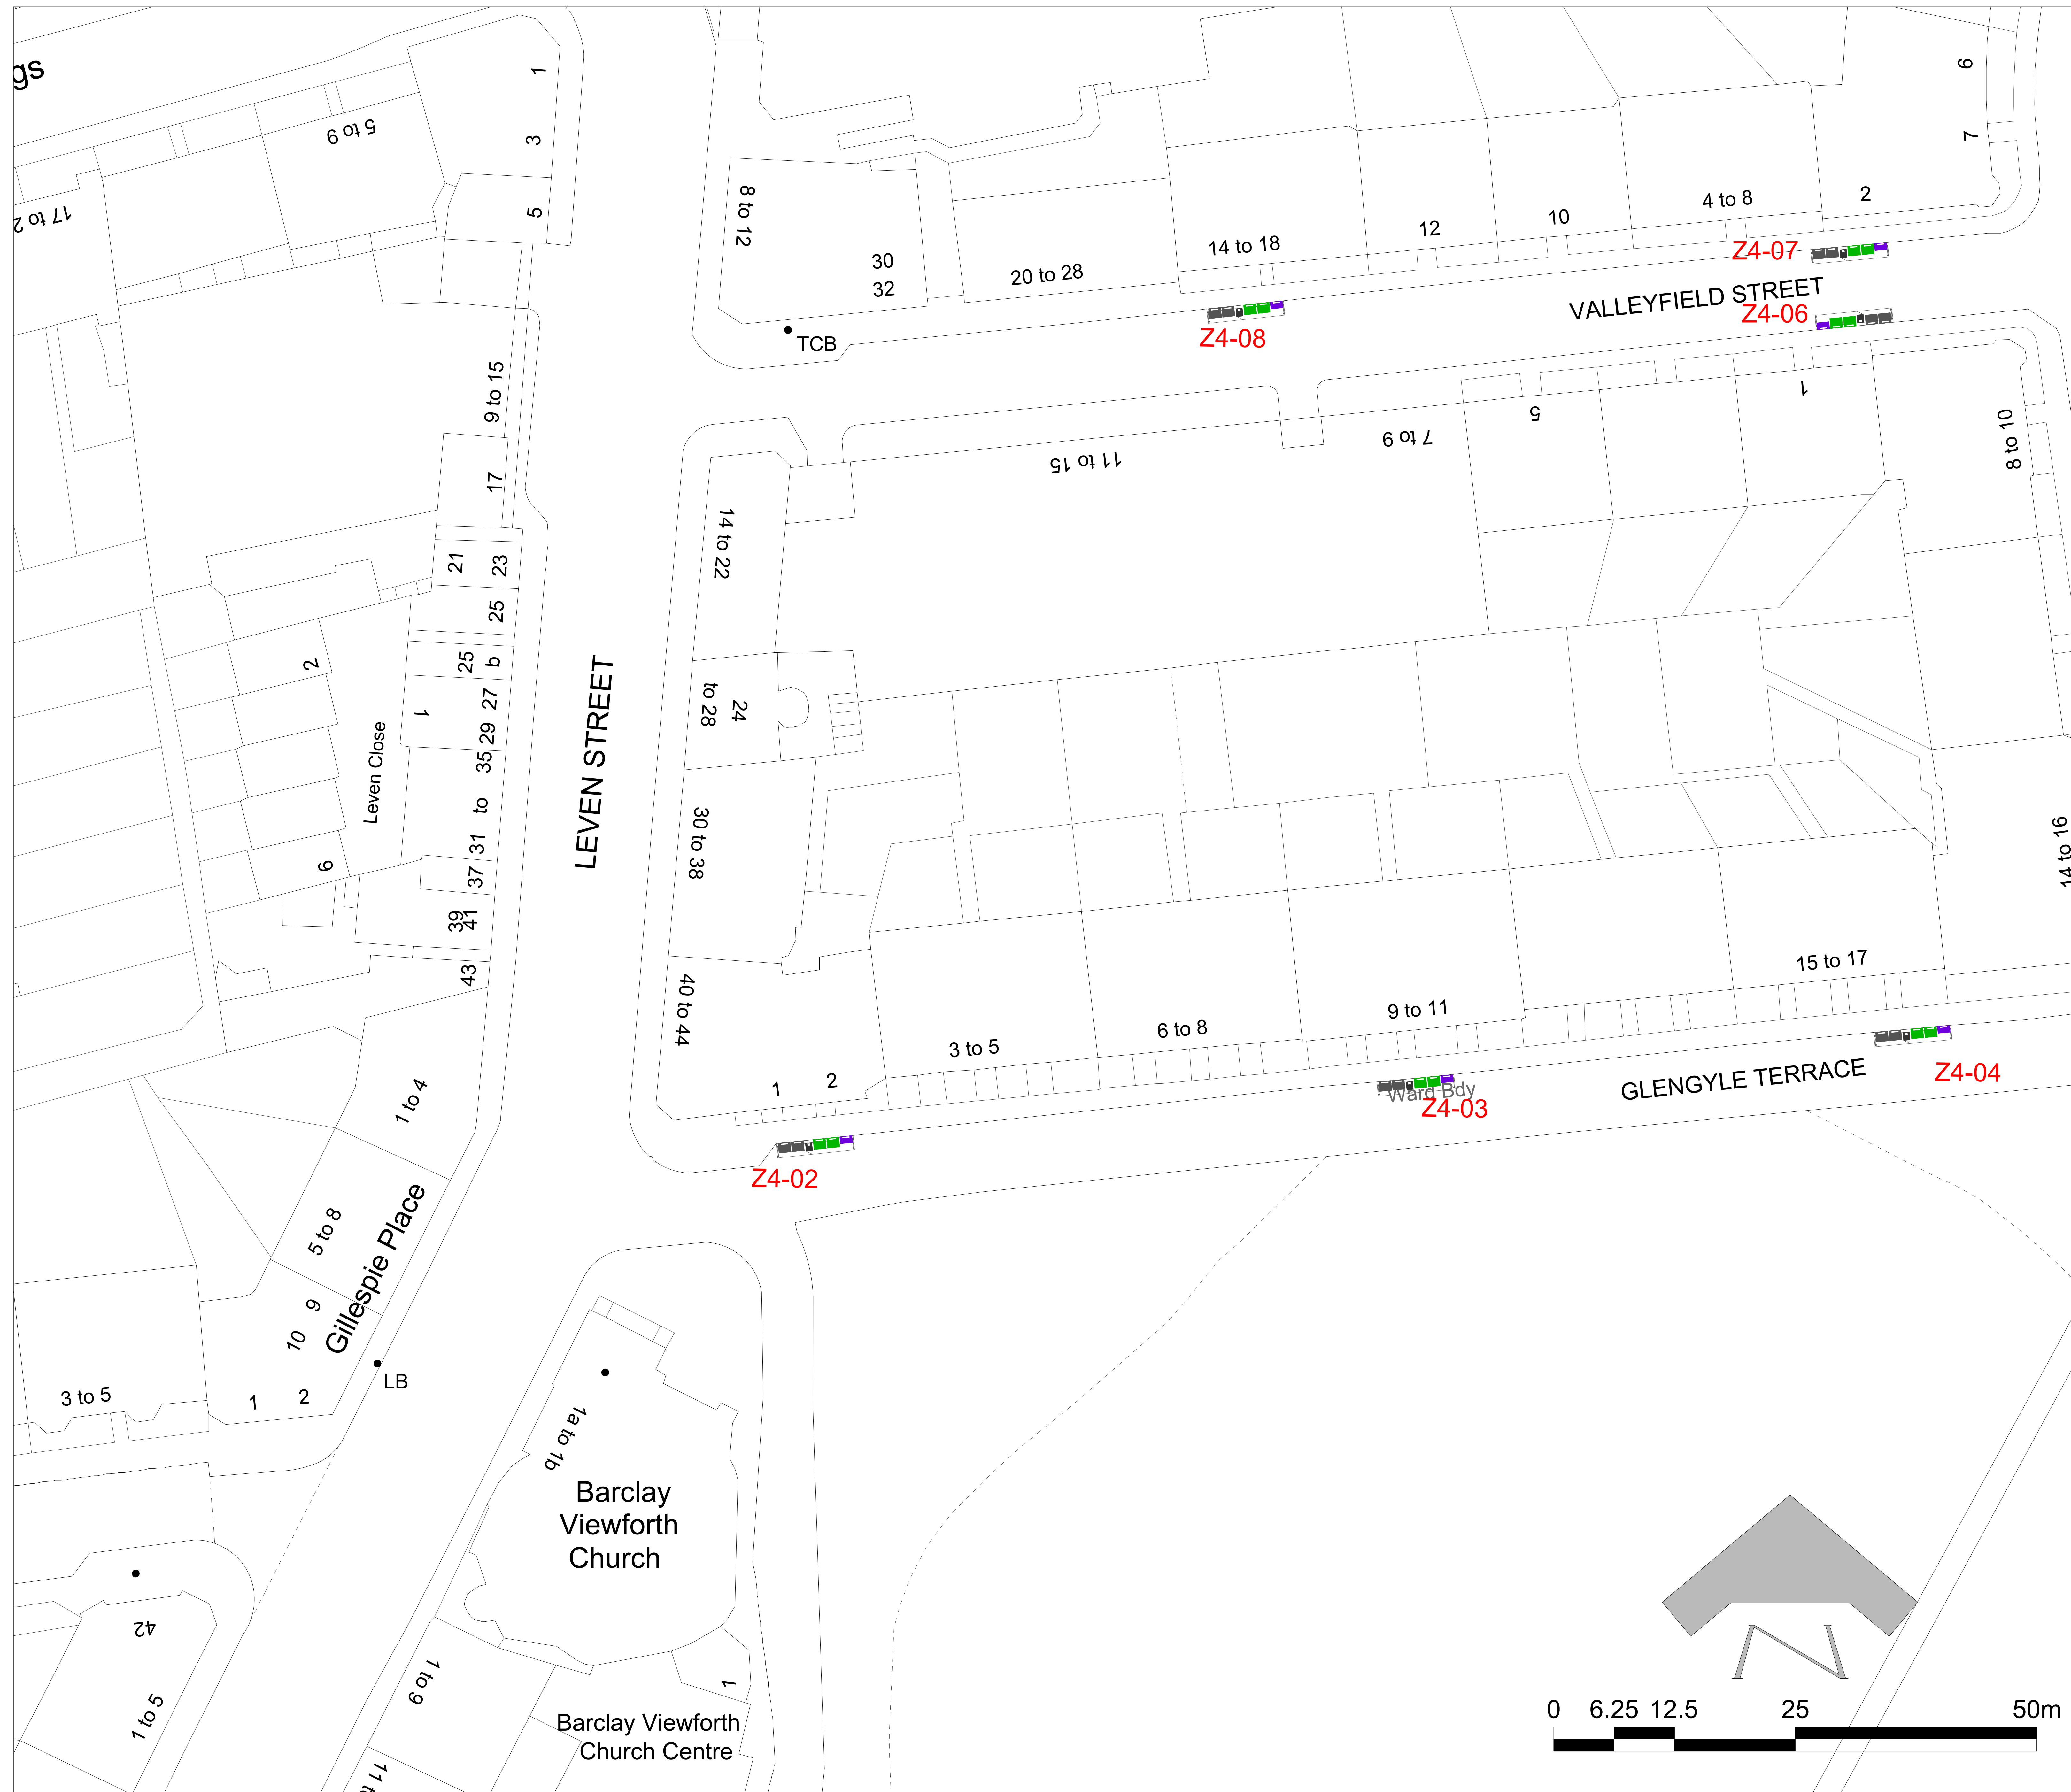 gs
1
3
5
5 to 9
17 to 2
8 to 12
30
32
20 to 28
14 to 18
12
10
4 to 8
2
6
7
Z4-07
VALLEYFIELD STREET
Z4-06
Z4-08
TCB
9 to 15
17
21
23
25
25
b
27
29
1
31 to 35
37
39
41
43
2
6
Leven Close
LEVEN STREET
11 to 15
7 to 9
5
1
8 to 10
14 to 22
24
to 28
30 to 38
40 to 44
14 to 16
15 to 17
9 to 11
6 to 8
3 to 5
1
2
Z4-02
Ward Bdy
Z4-03
GLENGYLE TERRACE
Z4-04
1 to 4
5 to 8
Gillespie Place
9
10
LB
3 to 5
1
2
1a to 1b
Barclay
Viewforth
Church
42
1 to 5
1 to 9
1
Barclay Viewforth
Church Centre
11 t
N
0 6.25 12.5 25 50m